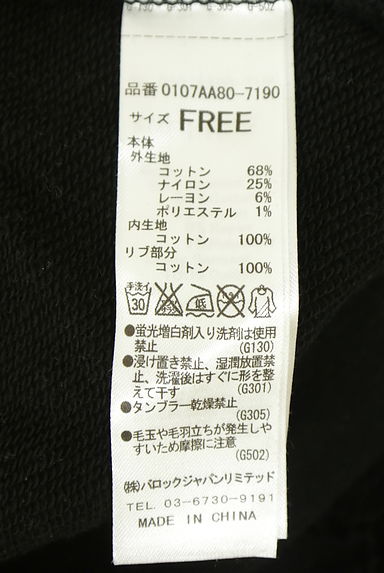 品番 0107AA80-7190
サイズ FREE
本体
外生地
コットン 68%
ナイロン 25%
レーヨン 6%
ポリエステル 1%
内生地
コットン 100%
リブ部分
コットン 100%
手洗イ
30 低
●蛍光増白剤入り洗剤は使用
禁止 (G130)
●浸け置き禁止、湿潤放置禁
止、洗濯後はすぐに形を整
えて干す (G301)
●タンブラー乾燥禁止
(G305)
●毛玉や毛羽立ちが発生しや
すいため摩擦に注意
(G502)
(株)バロックジャパンリミテッド
TEL. 03-6730-9191
MADE IN CHINA